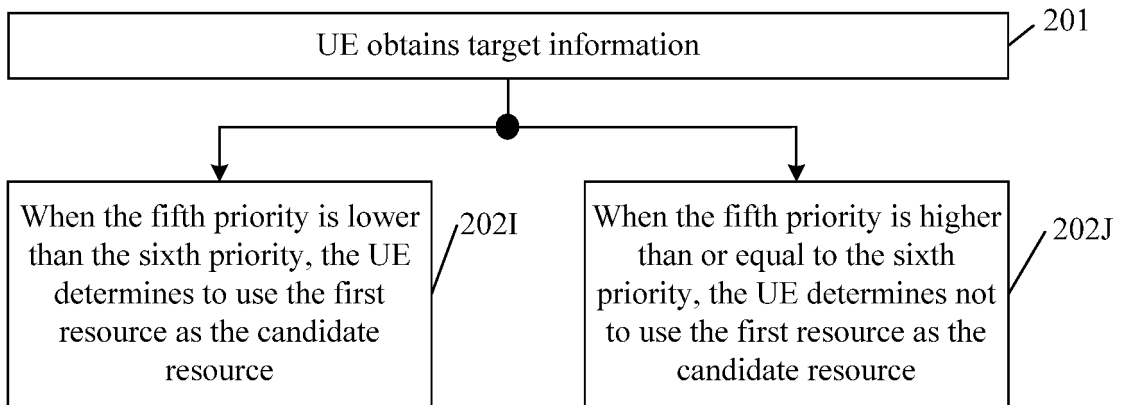 UE obtains target information
201
When the fifth priority is lower
than the sixth priority, the UE
determines to use the first
resource as the candidate
resource
202I
When the fifth priority is higher
than or equal to the sixth
priority, the UE determines not
to use the first resource as the
candidate resource
202J